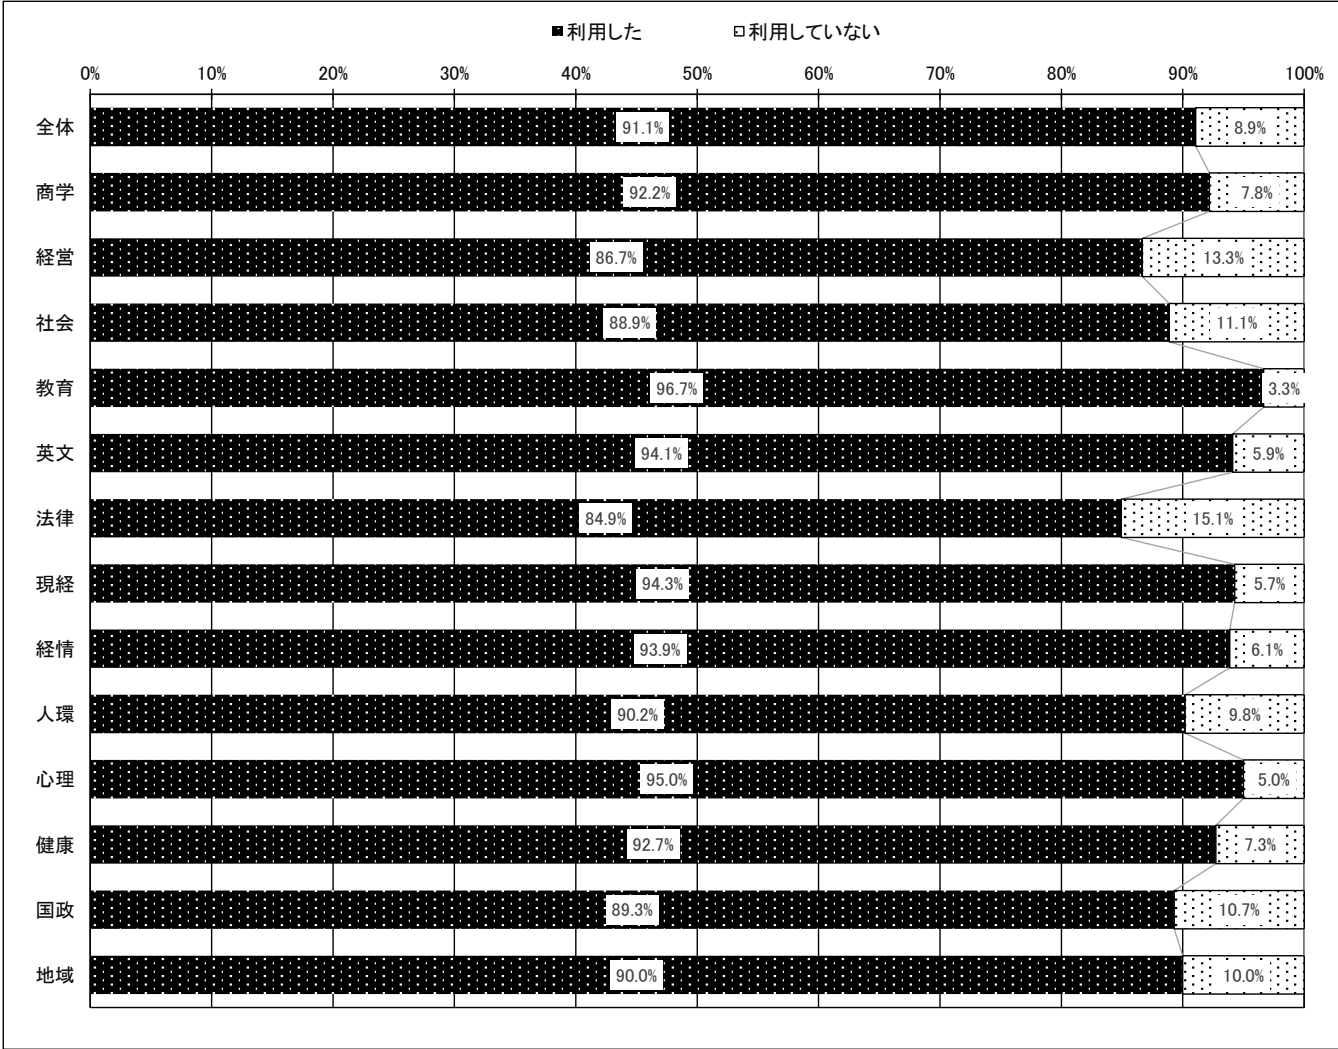 利用した 利用していない
0% 10% 20% 30% 40% 50% 60% 70% 80% 90% 100%
全体 91.1% 8.9%
商学 92.2% 7.8%
経営 86.7% 13.3%
社会 88.9% 11.1%
教育 96.7% 3.3%
英文 94.1% 5.9%
法律 84.9% 15.1%
現経 94.3% 5.7%
経情 93.9% 6.1%
人環 90.2% 9.8%
心理 95.0% 5.0%
健康 92.7% 7.3%
国政 89.3% 10.7%
地域 90.0% 10.0%